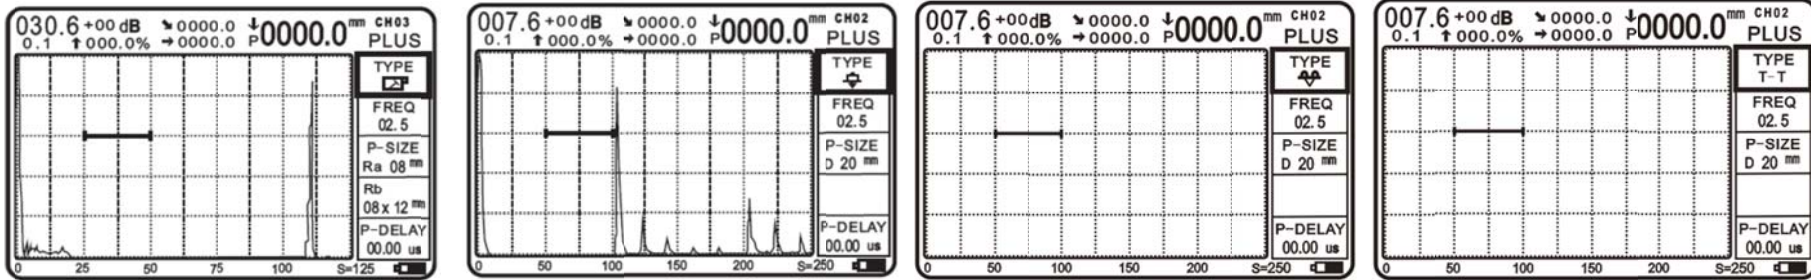 030.6 +00 dB ↘ 0000.0 ↓ 0000.0 mm CH03
0.1 ↑ 000.0% → 0000.0 P PLUS
TYPE
FREQ
02.5
P-SIZE
Ra 08 mm
Rb
08 x 12 mm
P-DELAY
00.00 us
0 25 50 75 100 S=125
007.6 +00 dB ↘ 0000.0 ↓ 0000.0 mm CH02
0.1 ↑ 000.0% → 0000.0 P PLUS
TYPE
FREQ
02.5
P-SIZE
D 20 mm
P-DELAY
00.00 us
0 50 100 150 200 S=250
007.6 +00 dB ↘ 0000.0 ↓ 0000.0 mm CH02
0.1 ↑ 000.0% → 0000.0 P PLUS
TYPE
FREQ
02.5
P-SIZE
D 20 mm
P-DELAY
00.00 us
0 50 100 150 200 S=250
007.6 +00 dB ↘ 0000.0 ↓ 0000.0 mm CH02
0.1 ↑ 000.0% → 0000.0 P PLUS
TYPE
T-T
FREQ
02.5
P-SIZE
D 20 mm
P-DELAY
00.00 us
0 50 100 150 200 S=250